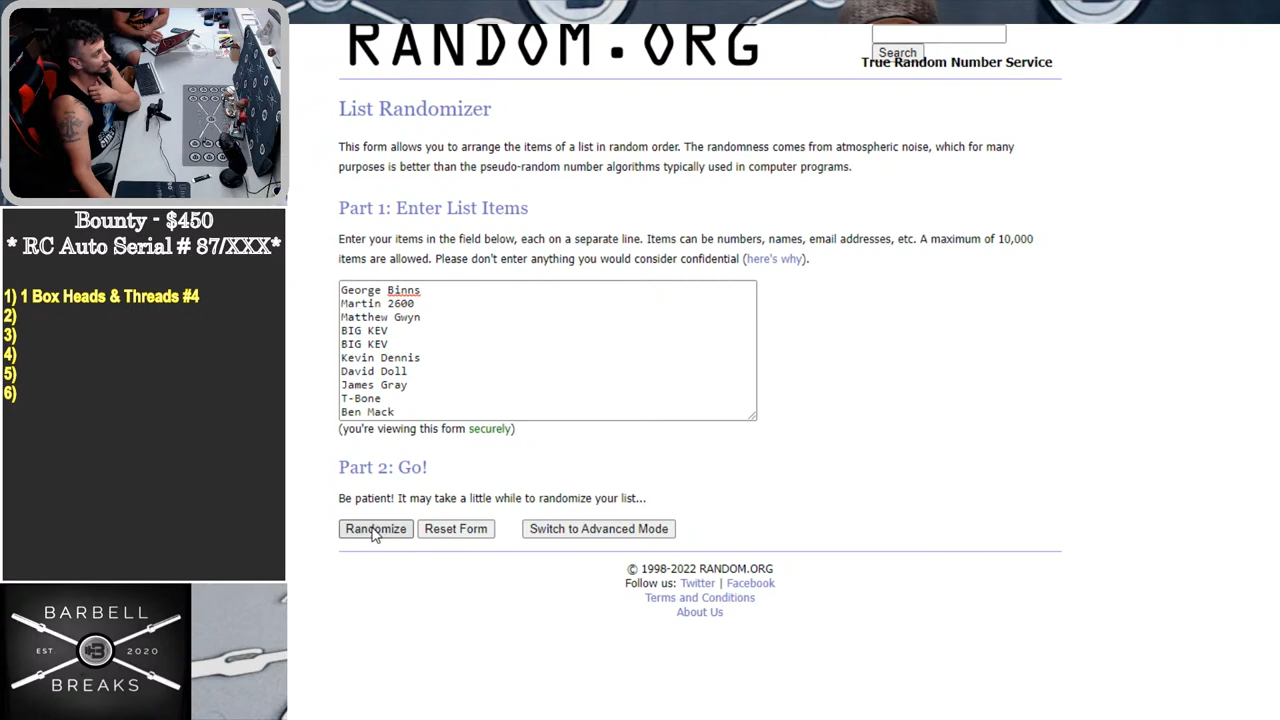 RANDOM.ORG
Search
True Random Number Service
List Randomizer
This form allows you to arrange the items of a list in random order. The randomness comes from atmospheric noise, which for many
purposes is better than the pseudo-random number algorithms typically used in computer programs.
Part 1: Enter List Items
Enter your items in the field below, each on a separate line. Items can be numbers, names, email addresses, etc. A maximum of 10,000
items are allowed. Please don't enter anything you would consider confidential (here's why).
George Binns
Martin 2600
Matthew Gwyn
BIG KEV
BIG KEV
Kevin Dennis
David Doll
James Gray
T-Bone
Ben Mack
(you're viewing this form securely)
Part 2: Go!
Be patient! It may take a little while to randomize your list...
Randomize Reset Form Switch to Advanced Mode
© 1998-2022 RANDOM.ORG
Follow us: Twitter | Facebook
Terms and Conditions
About Us
Bounty - $450
* RC Auto Serial # 87/XXX*
1) 1 Box Heads & Threads #4
2)
3)
4)
5)
6)
BARBELL
EST B 2020
BREAKS